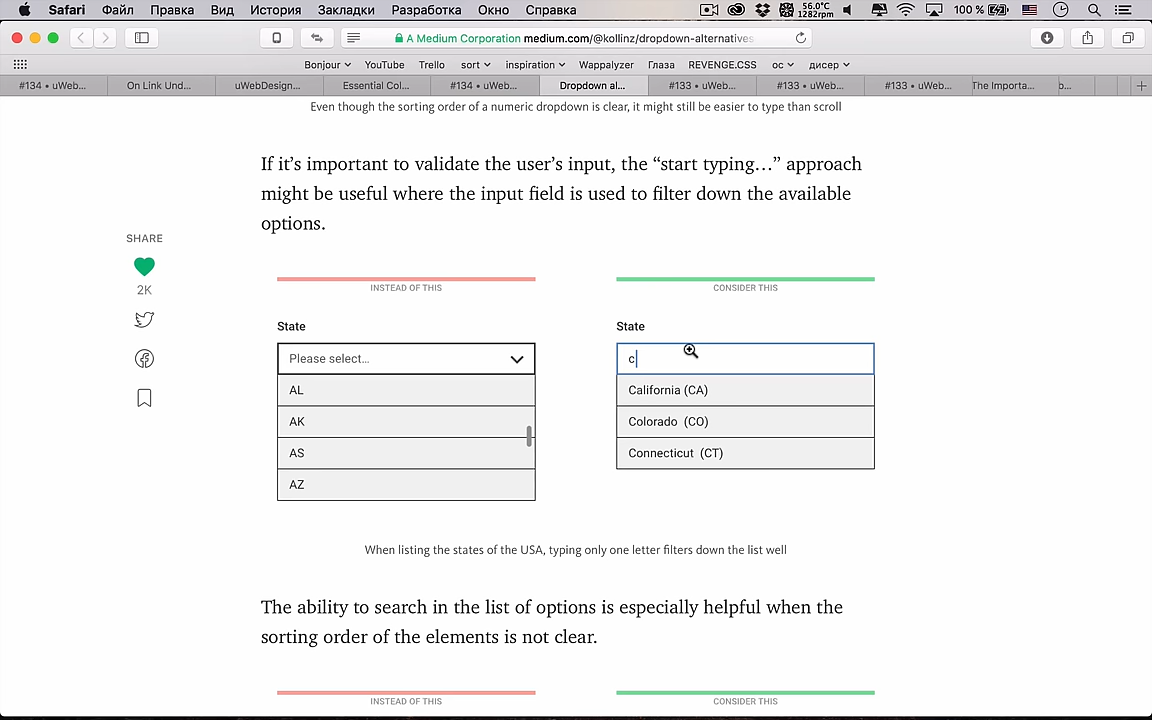 Safari Файл Правка Вид История Закладки Разработка Окно Справка 56.0°C 1282rpm 100 %
A Medium Corporation medium.com/@kollinz/dropdown-alternatives
Bonjour YouTube Trello sort inspiration Wappalyzer Глаза REVENGE.CSS ос дисер
#134 • uWeb... On Link Und... uWebDesign... Essential Col... #134 • uWeb... Dropdown al... #133 • uWeb... #133 • uWeb... #133 • uWeb... The Importa... b...
Even though the sorting order of a numeric dropdown is clear, it might still be easier to type than scroll
If it’s important to validate the user’s input, the “start typing…” approach
might be useful where the input field is used to filter down the available
options.
SHARE
2K
INSTEAD OF THIS CONSIDER THIS
State State
Please select... c
AL California (CA)
AK Colorado (CO)
AS Connecticut (CT)
AZ
When listing the states of the USA, typing only one letter filters down the list well
The ability to search in the list of options is especially helpful when the
sorting order of the elements is not clear.
INSTEAD OF THIS CONSIDER THIS